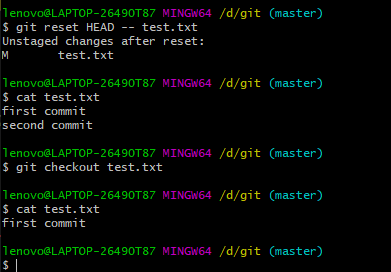 lenovo@LAPTOP-26490T87 MINGW64 /d/git (master)
$ git reset HEAD -- test.txt
Unstaged changes after reset:
M       test.txt
lenovo@LAPTOP-26490T87 MINGW64 /d/git (master)
$ cat test.txt
first commit
second commit
lenovo@LAPTOP-26490T87 MINGW64 /d/git (master)
$ git checkout test.txt
lenovo@LAPTOP-26490T87 MINGW64 /d/git (master)
$ cat test.txt
first commit
lenovo@LAPTOP-26490T87 MINGW64 /d/git (master)
$